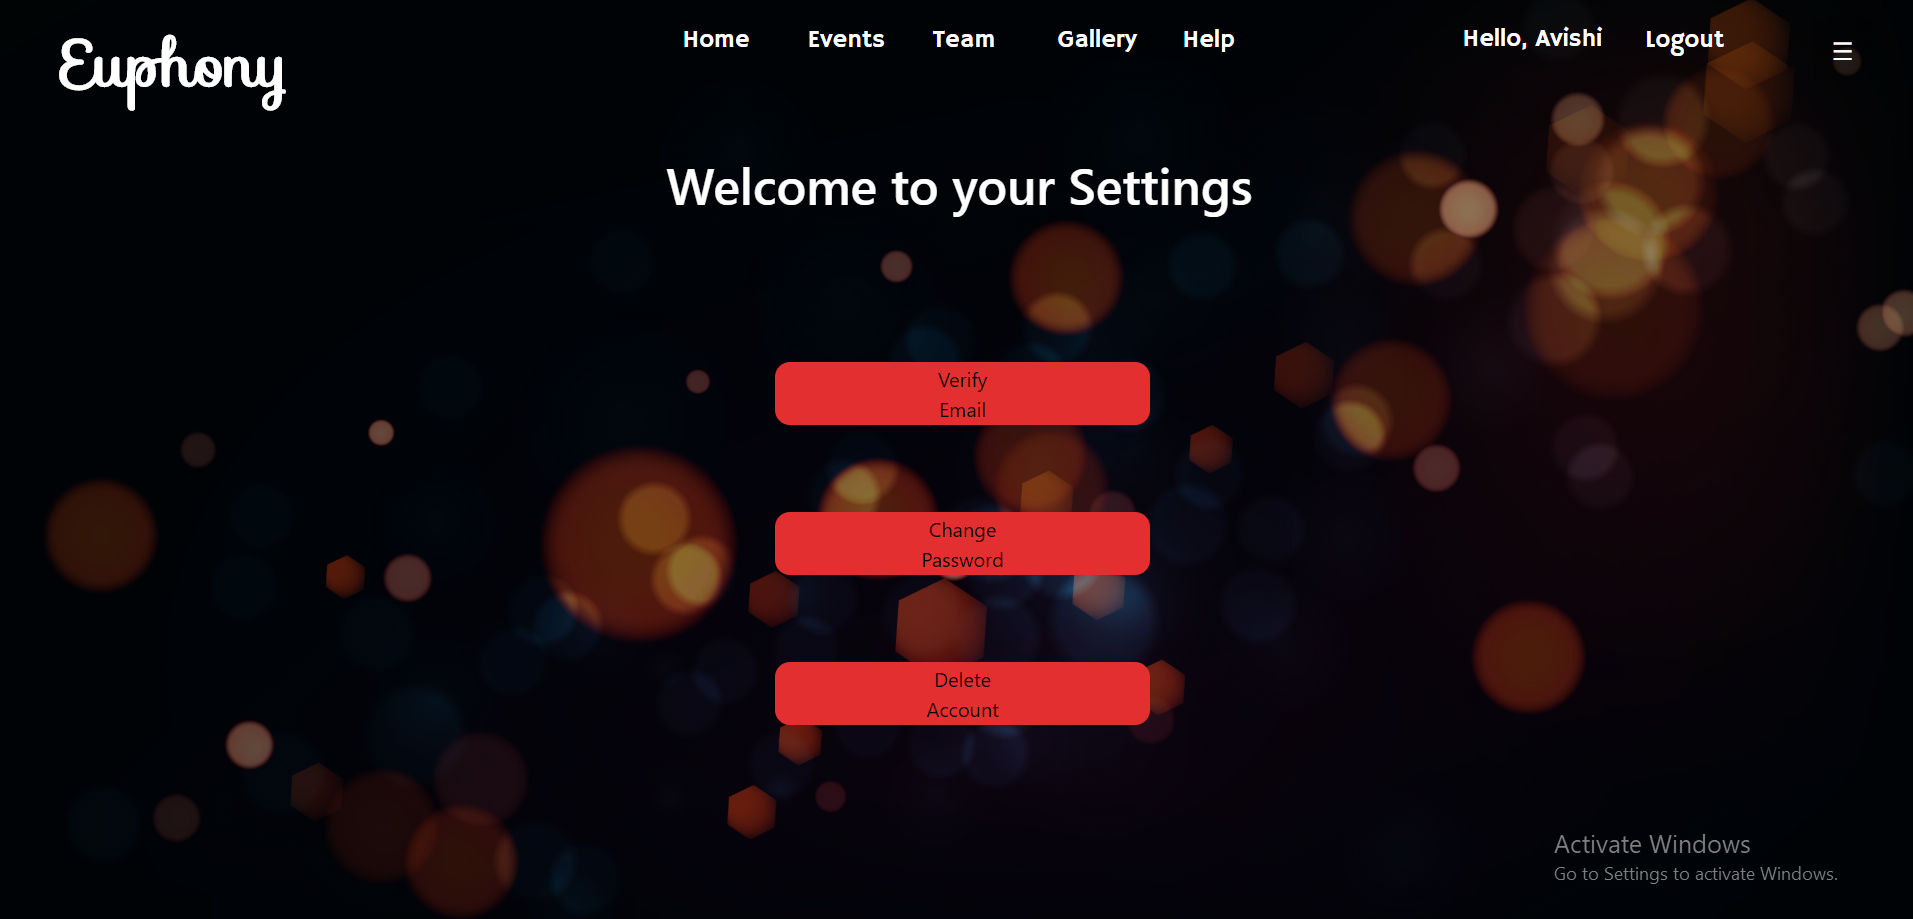 Euphony
Home Events Team Gallery Help Hello, Avishi Logout
Welcome to your Settings
Verify
Email
Change
Password
Delete
Account
Activate Windows
Go to Settings to activate Windows.